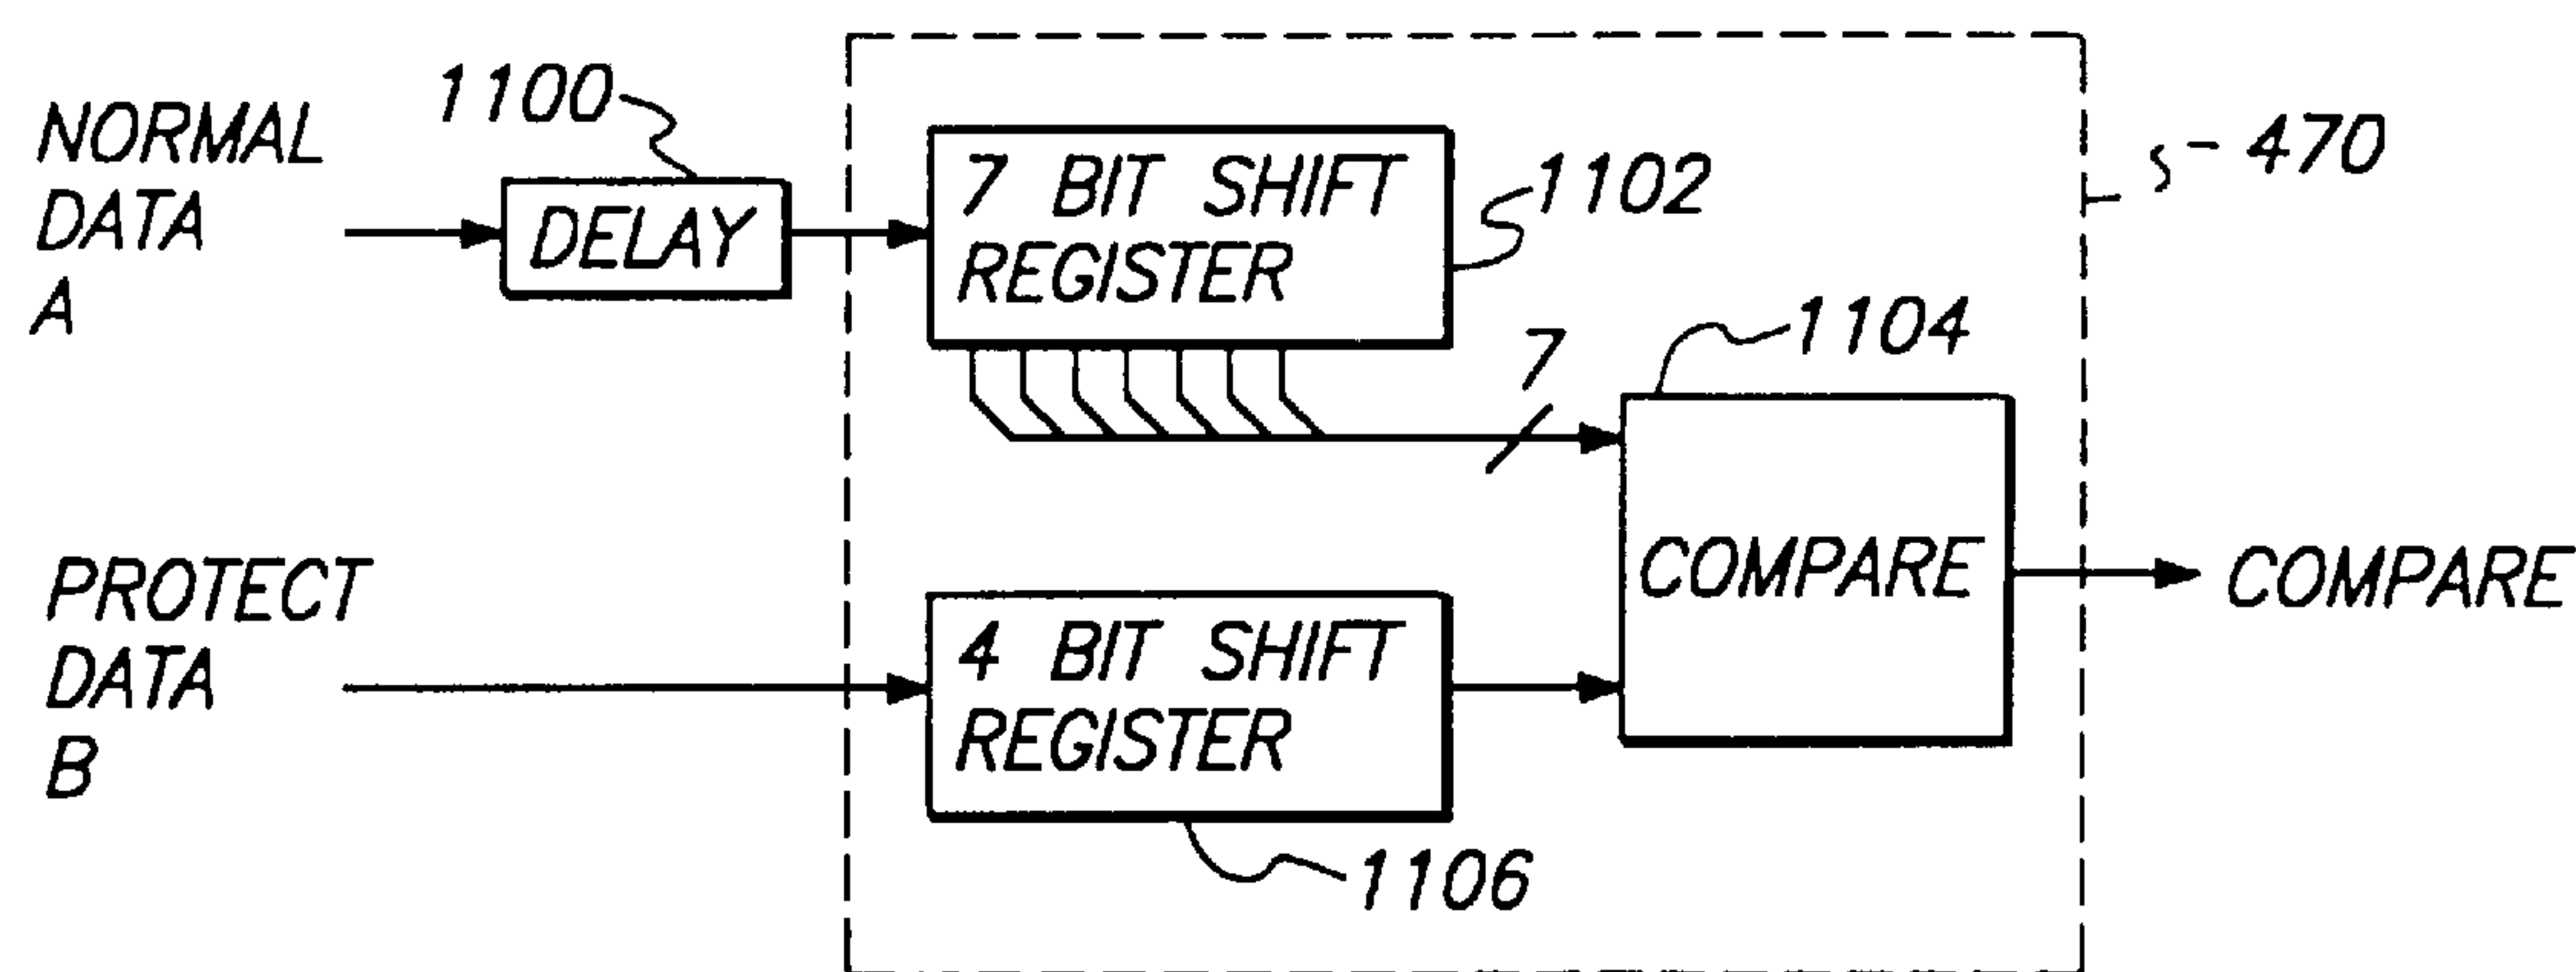 NORMAL
DATA
A
1100
DELAY
7 BIT SHIFT
REGISTER
1102
470
7
1104
COMPARE
COMPARE
PROTECT
DATA
B
4 BIT SHIFT
REGISTER
1106